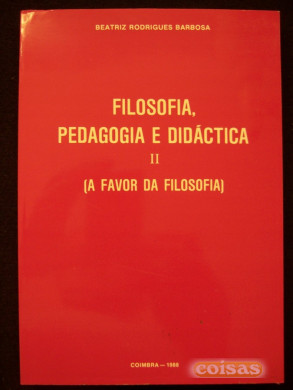 BEATRIZ RODRIGUES BARBOSA
FILOSOFIA,
PEDAGOGIA E DIDÁCTICA
II
(A FAVOR DA FILOSOFIA)
COIMBRA —
coisas